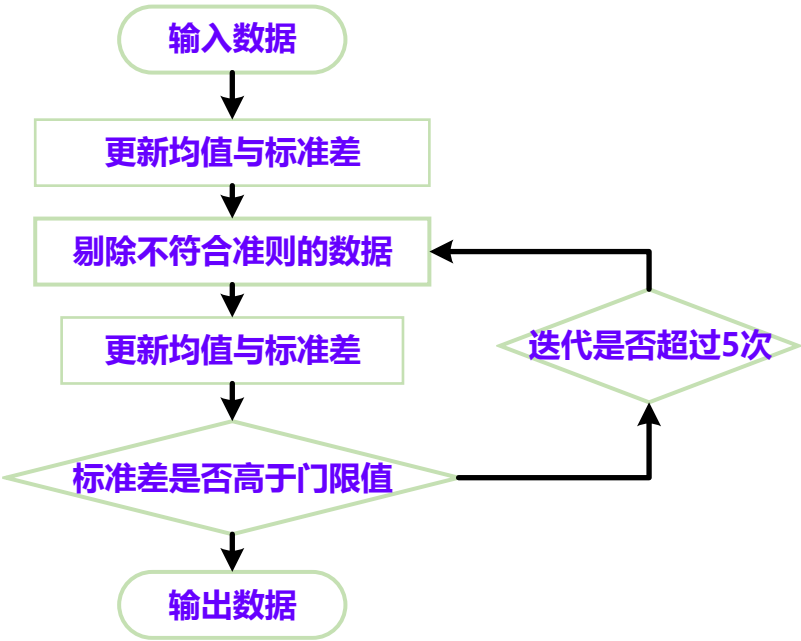 输入数据
更新均值与标准差
剔除不符合准则的数据
更新均值与标准差
迭代是否超过5次
标准差是否高于门限值
输出数据